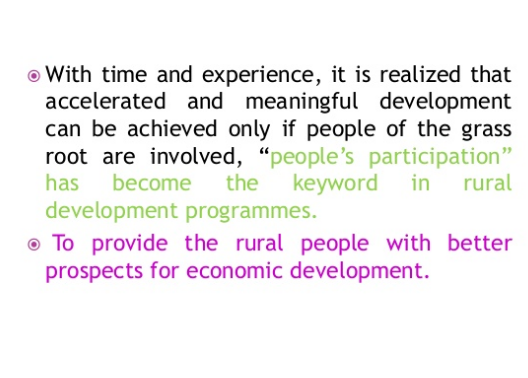 With time and experience, it is realized that
accelerated and meaningful development
can be achieved only if people of the grass
root are involved, “people’s participation”
has become the keyword in rural
development programmes.
To provide the rural people with better
prospects for economic development.